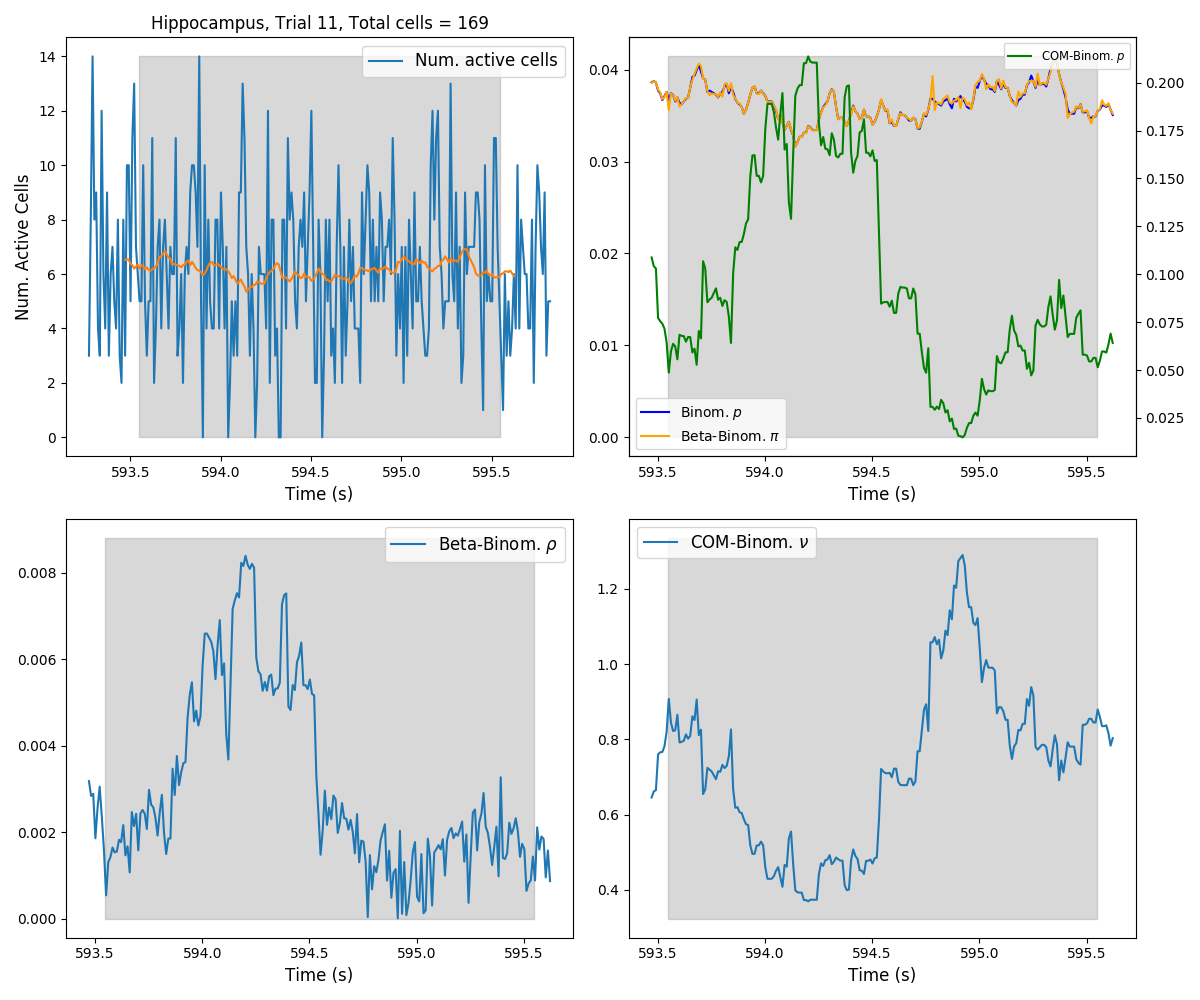 Hippocampus, Trial 11, Total cells = 169
Num. active cells
Num. Active Cells
14
12
10
8
6
4
2
0
593.5 594.0 594.5 595.0 595.5
Time (s)
COM-Binom. p
Binom. p
Beta-Binom. π
0.04
0.03
0.02
0.01
0.00
0.200
0.175
0.150
0.125
0.100
0.075
0.050
0.025
593.5 594.0 594.5 595.0 595.5
Time (s)
Beta-Binom. ρ
0.008
0.006
0.004
0.002
0.000
593.5 594.0 594.5 595.0 595.5
Time (s)
COM-Binom. ν
1.2
1.0
0.8
0.6
0.4
593.5 594.0 594.5 595.0 595.5
Time (s)